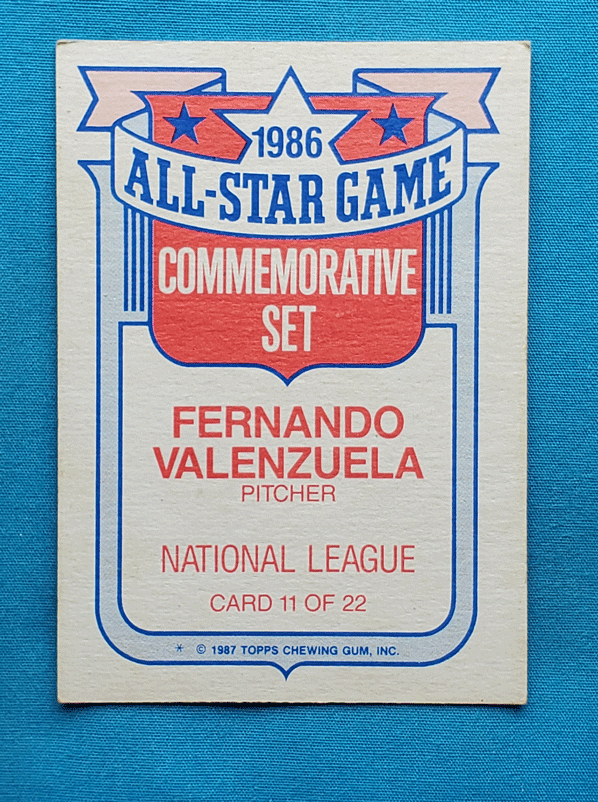 1986
ALL-STAR GAME
COMMEMORATIVE
SET
FERNANDO
VALENZUELA
PITCHER
NATIONAL LEAGUE
CARD 11 OF 22
* © 1987 TOPPS CHEWING GUM, INC.